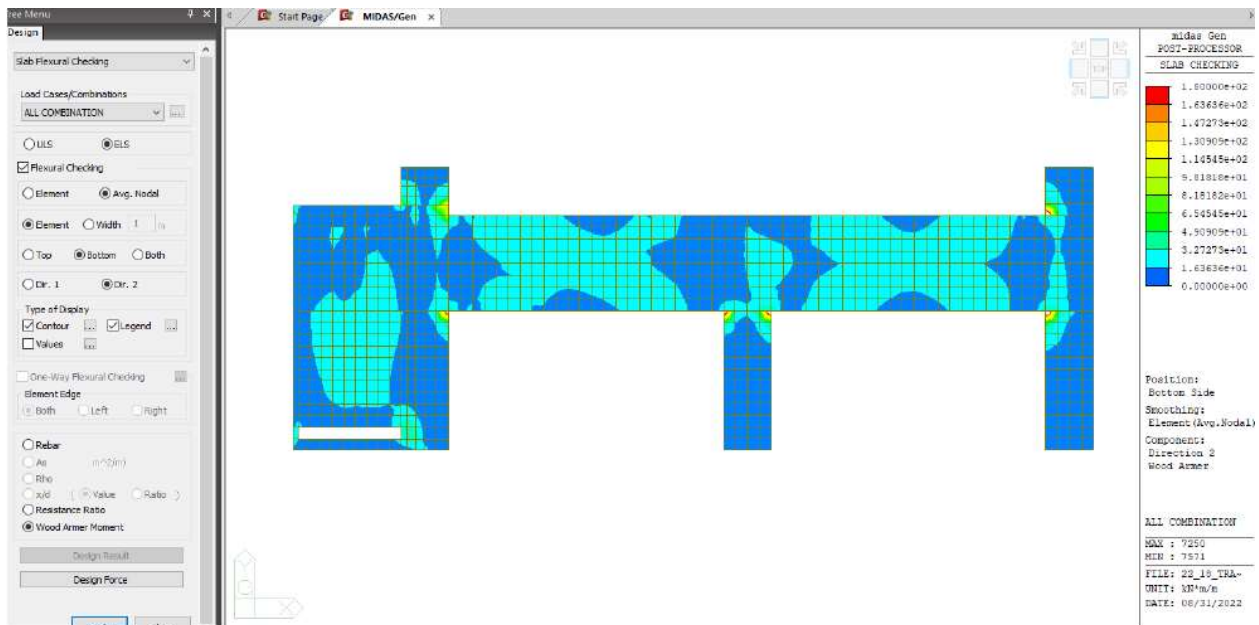 Tree Menu
Design
Slab Flexural Checking
Load Cases/Combinations
ALL COMBINATION
ULS
ELS
Flexural Checking
Element
Avg. Nodal
Element
Width
1
m
Top
Bottom
Both
Dir. 1
Dir. 2
Type of Display
Contour
Legend
Values
One-Way Flexural Checking
Element Edge
Both
Left
Right
Rebar
As
m^2/m)
Rho
x/d
( Value
Ratio )
Resistance Ratio
Wood Armer Moment
Design Result
Design Force
Start Page
MIDAS/Gen
X
midas Gen
POST-PROCESSOR
SLAB CHECKING
1.80000e+02
1.63636e+02
1.47273e+02
1.30909e+02
1.14545e+02
9.81818e+01
8.18182e+01
6.54545e+01
4.90909e+01
3.27273e+01
1.63636e+01
0.00000e+00
Position:
Bottom Side
Smoothing:
Element(Avg.Nodal)
Component:
Direction 2
Wood Armer
ALL COMBINATION
MAX : 7250
MIN : 7571
FILE: 22_18_TRA~
UNIT: kN*m/m
DATE: 08/31/2022